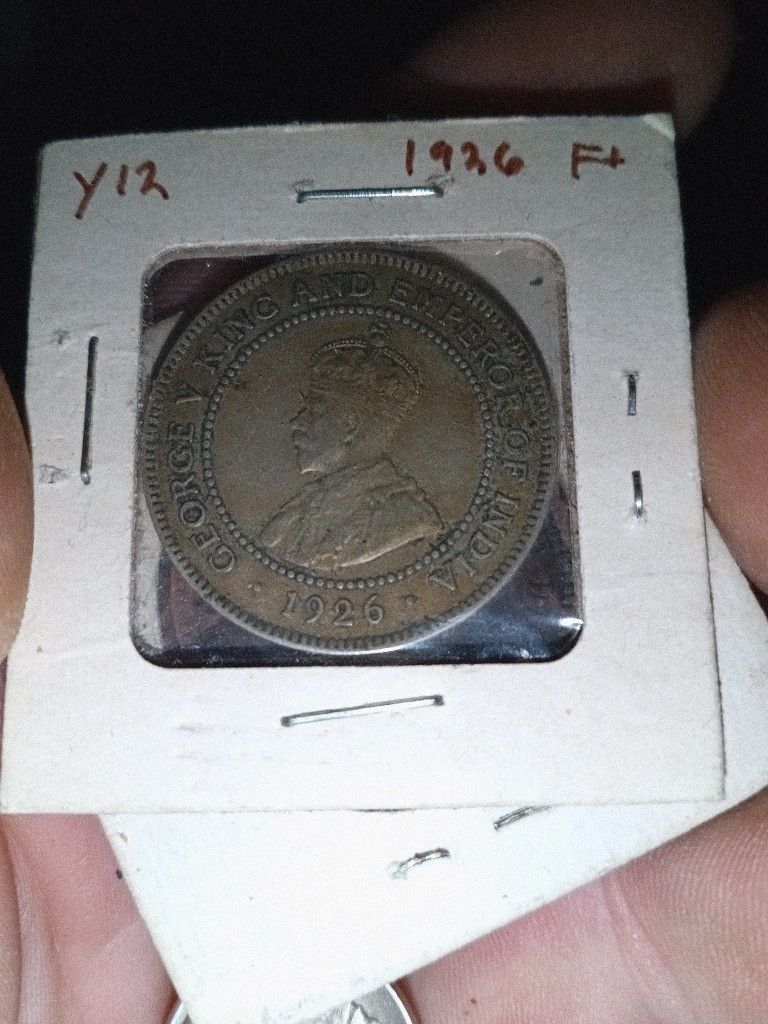 Y12 1926 F+
GEORGE V KING AND EMPEROR OF INDIA
1926